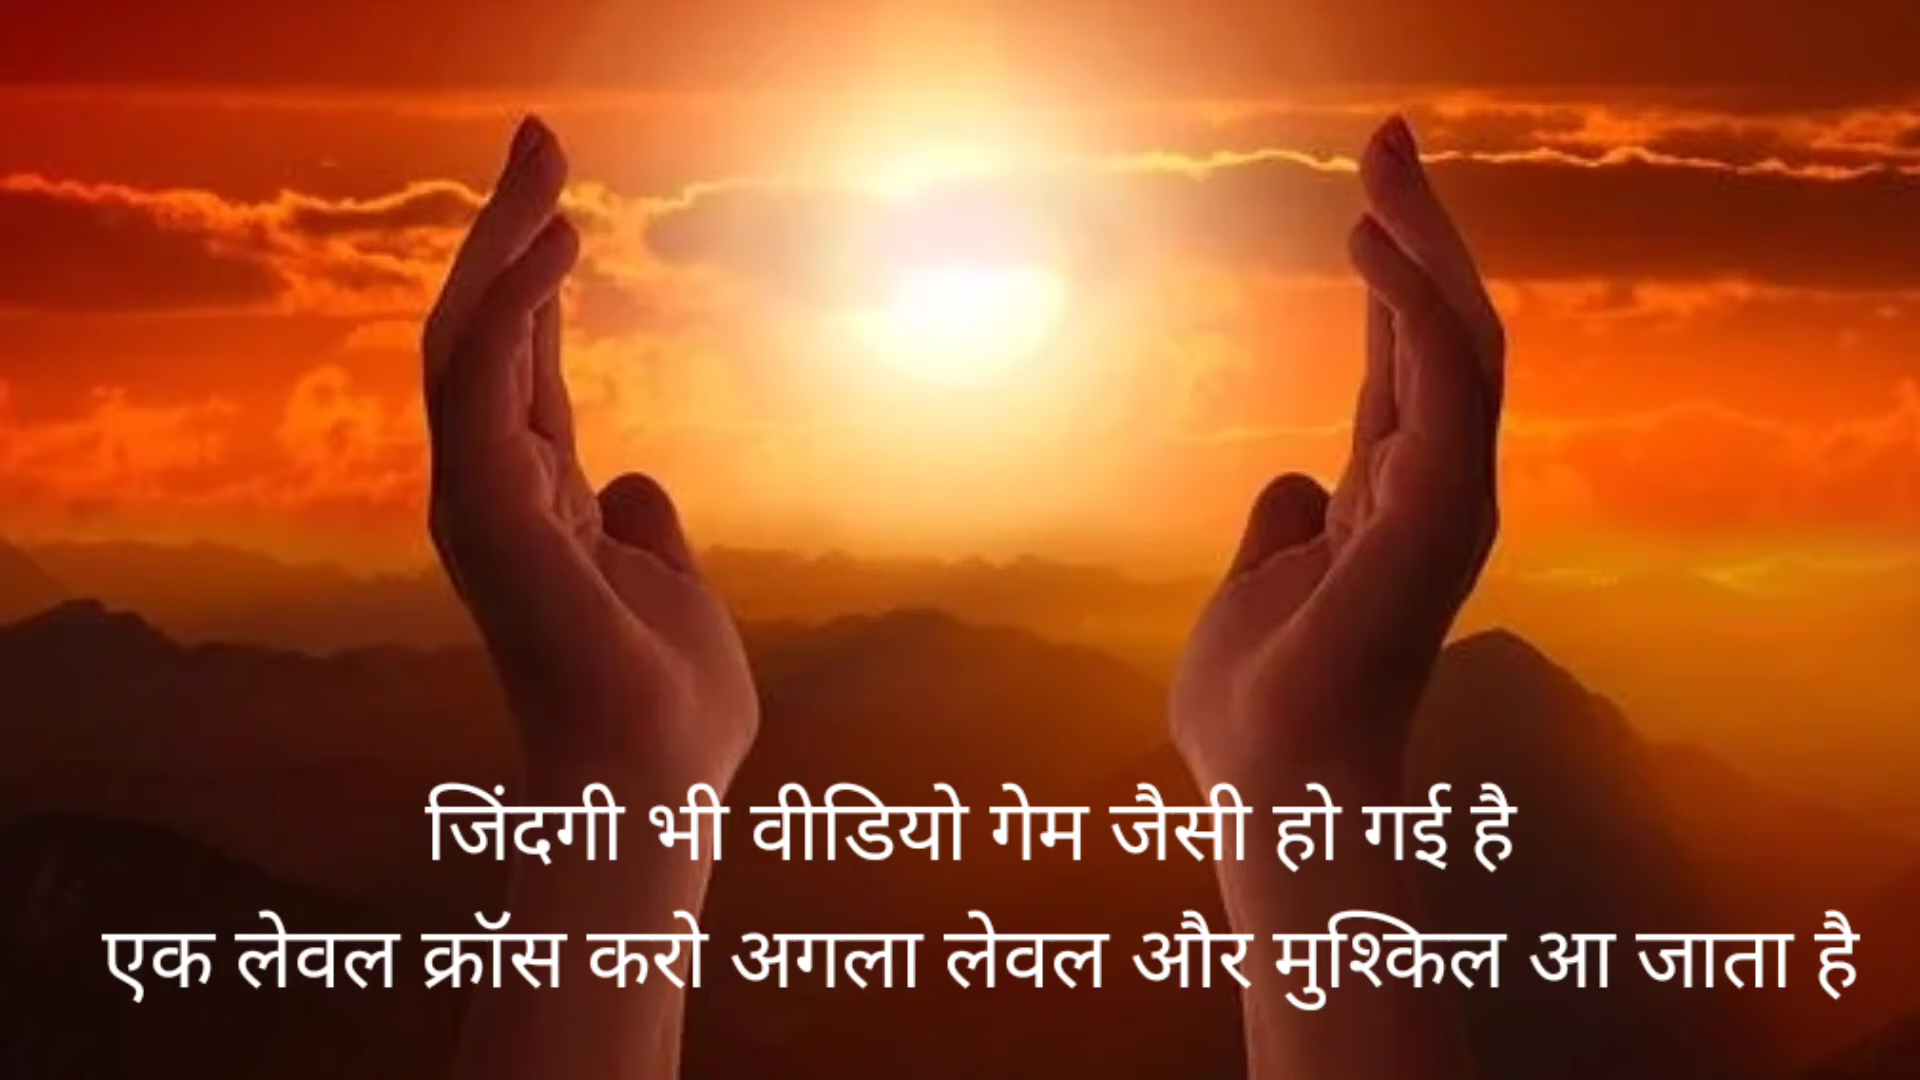 जिंदगी भी वीडियो गेम जैसी हो गई है
एक लेवल क्रॉस करो अगला लेवल और मुश्किल आ जाता है